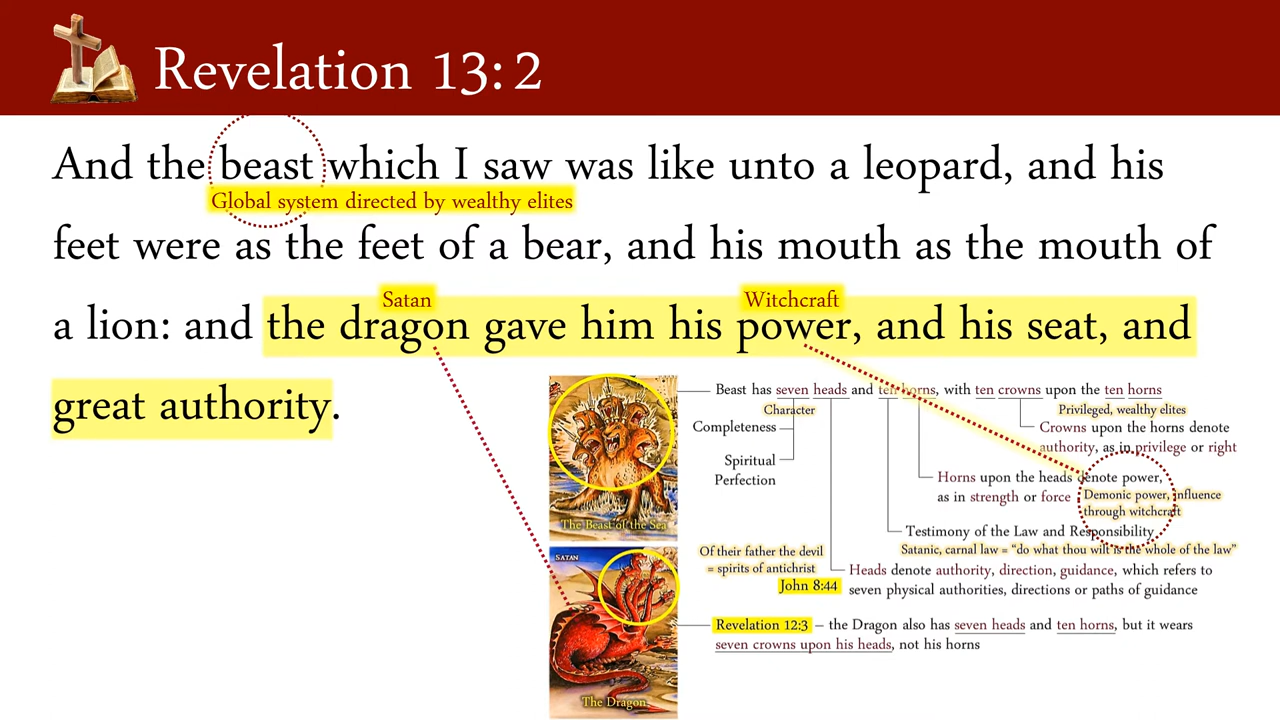 Revelation 13:2
And the beast which I saw was like unto a leopard, and his
Global system directed by wealthy elites
feet were as the feet of a bear, and his mouth as the mouth of
Satan
Witchcraft
a lion: and the dragon gave him his power, and his seat, and
great authority.
Beast has seven heads and ten horns, with ten crowns upon the ten horns
Character
Privileged, wealthy elites
Completeness
Crowns upon the horns denote
authority, as in privilege or right
Spiritual
Perfection
Horns upon the heads denote power,
as in strength or force
Demonic power, influence
through witchcraft
The Beast of the Sea
Testimony of the Law and Responsibility
Satanic, carnal law = “do what thou wilt is the whole of the law”
Of their father the devil
= spirits of antichrist
John 8:44
SATAN
Heads denote authority, direction, guidance, which refers to
seven physical authorities, directions or paths of guidance
Revelation 12:3 – the Dragon also has seven heads and ten horns, but it wears
seven crowns upon his heads, not his horns
The Dragon